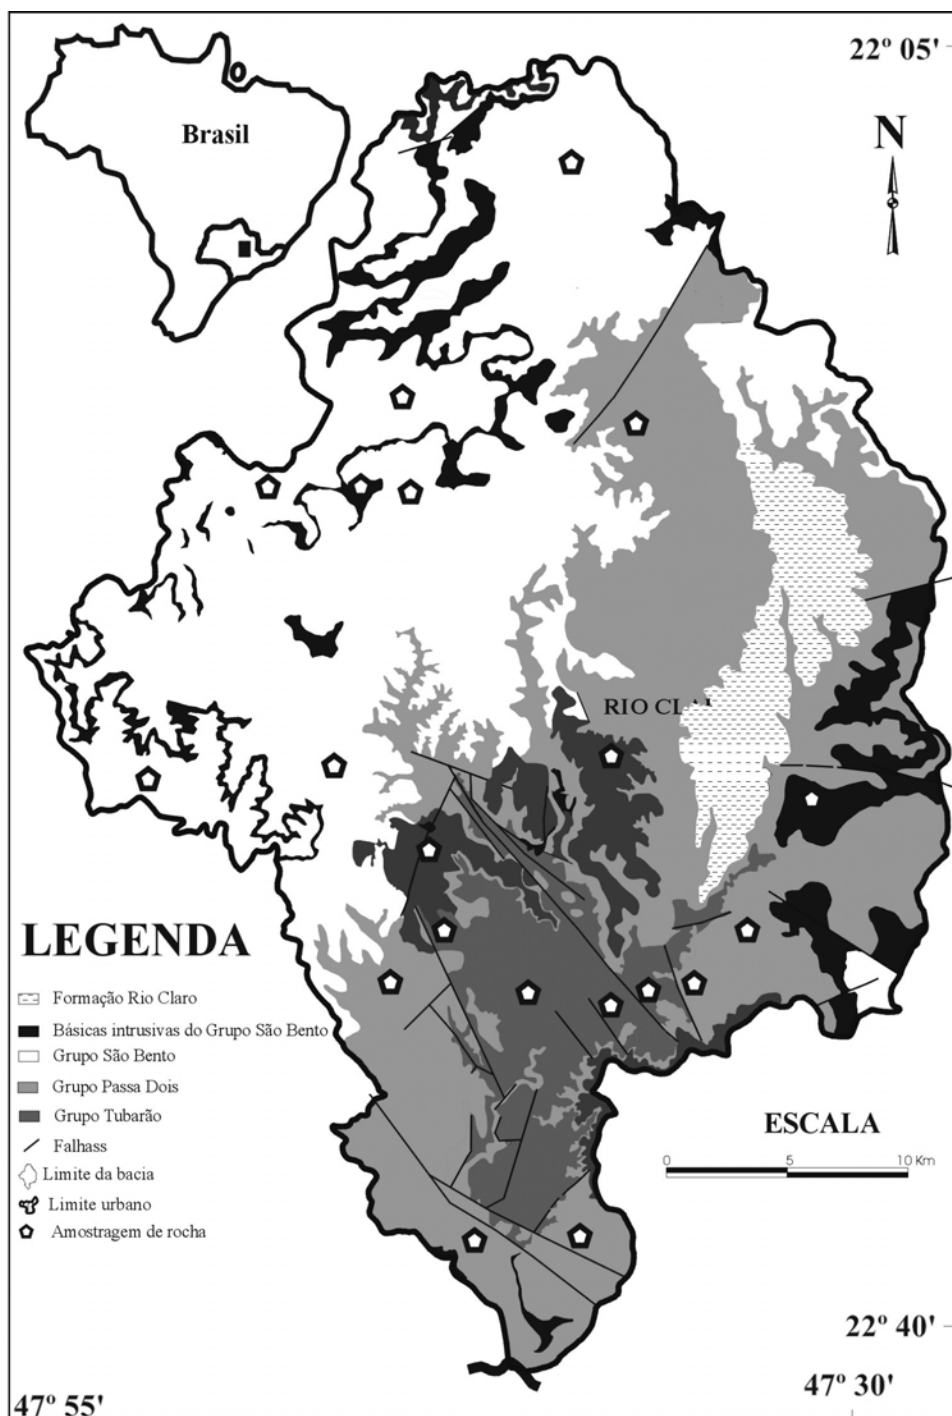 22º 05'
Brasil
N
RIO CLA
LEGENDA
Formação Rio Claro
Básicas intrusivas do Grupo São Bento
Grupo São Bento
Grupo Passa Dois
Grupo Tubarão
Falhass
Limite da bacia
Limite urbano
Amostragem de rocha
ESCALA
0 5 10 Km
22º 40'
47º 30'
47º 55'